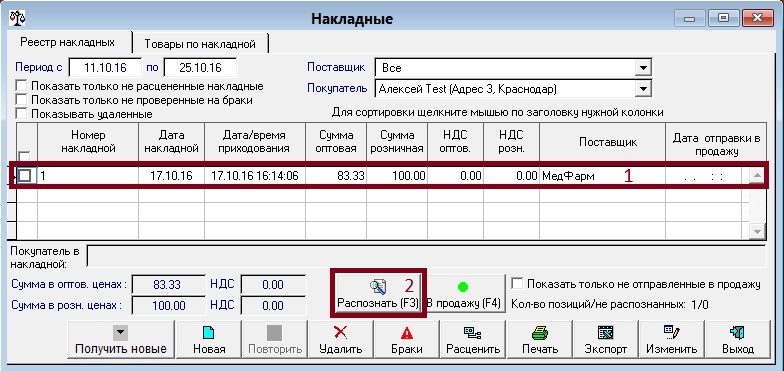 Накладные
Реестр накладных Товары по накладной
Период с 11.10.16 по 25.10.16 Поставщик Все
Показать только не расцененные накладные Покупатель Алексей Test (Адрес 3, Краснодар)
Показать только не проверенные на браки
Показывать удаленные Для сортировки щелкните мышью по заголовку нужной колонки
Номер накладной Дата накладной Дата/время приходования Сумма оптовая Сумма розничная НДС оптов. НДС розн. Поставщик Дата отправки в продажу
1 17.10.16 17.10.16 16:14:06 83.33 100.00 0.00 0.00 МедФарм 1 . . : :
Покупатель в накладной:
Сумма в оптов. ценах : 83.33 НДС 0.00 2 Показать только не отправленные в продажу
Сумма в розн. ценах : 100.00 НДС 0.00 Распознать (F3) В продажу (F4) Кол-во позиций/не распознанных: 1/0
Получить новые Новая Повторить Удалить Браки Расценить Печать Экспорт Изменить Выход